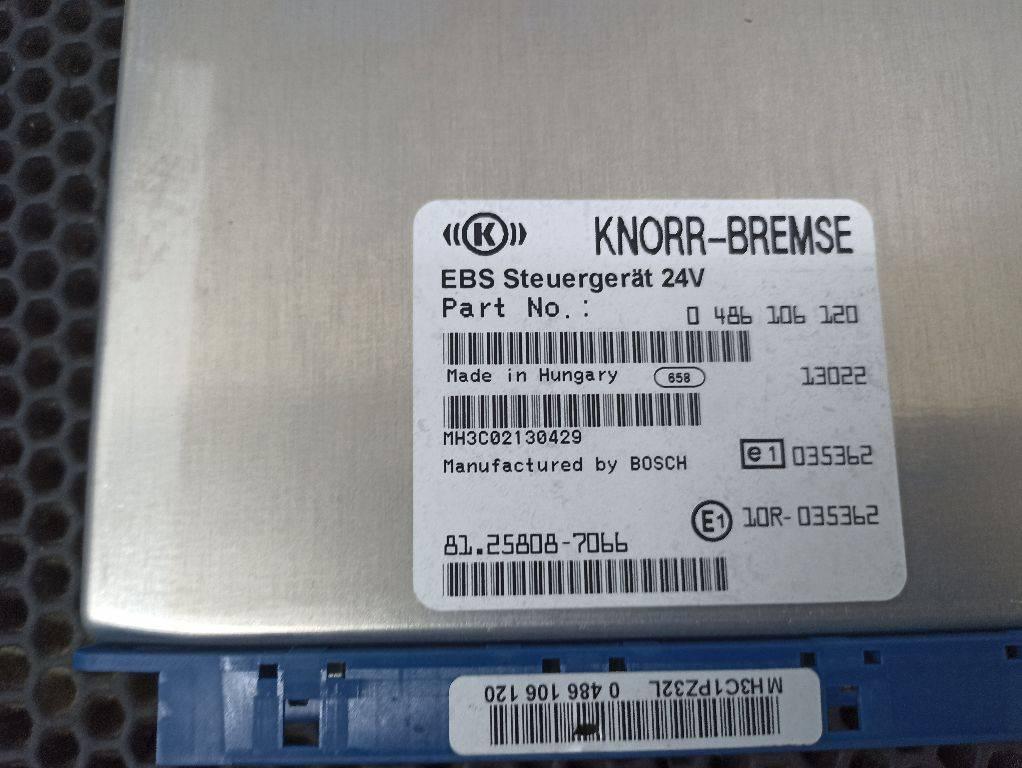 K KNORR-BREMSE
EBS Steuergerät 24V
Part No.: 0 486 106 120
Made in Hungary 658 13022
MH3C02130429
Manufactured by BOSCH e1 035362
E1 10R-035362
81.25808-7066
MH3C1PZ32L 0 486 106 120